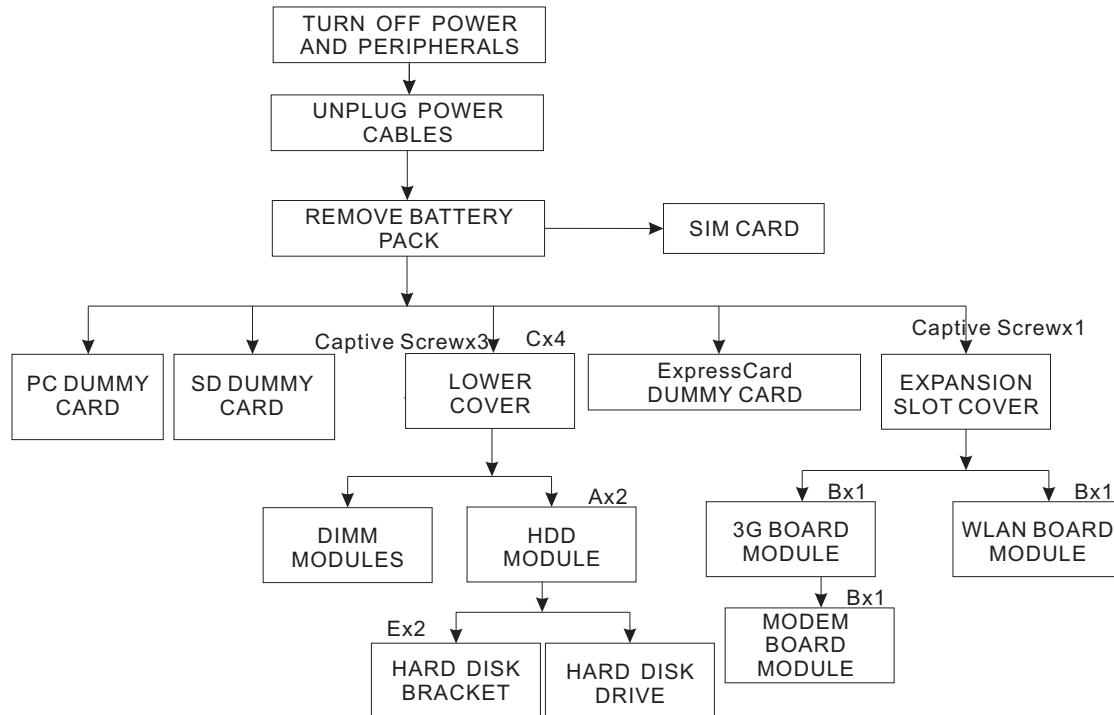 TURN OFF POWER
AND PERIPHERALS
UNPLUG POWER
CABLES
REMOVE BATTERY
PACK
SIM CARD
Captive Screwx3
Cx4
Captive Screwx1
PC DUMMY
CARD
SD DUMMY
CARD
LOWER
COVER
ExpressCard
DUMMY CARD
EXPANSION
SLOT COVER
Ax2
Bx1
Bx1
DIMM
MODULES
HDD
MODULE
3G BOARD
MODULE
WLAN BOARD
MODULE
Ex2
Bx1
HARD DISK
BRACKET
HARD DISK
DRIVE
MODEM
BOARD
MODULE